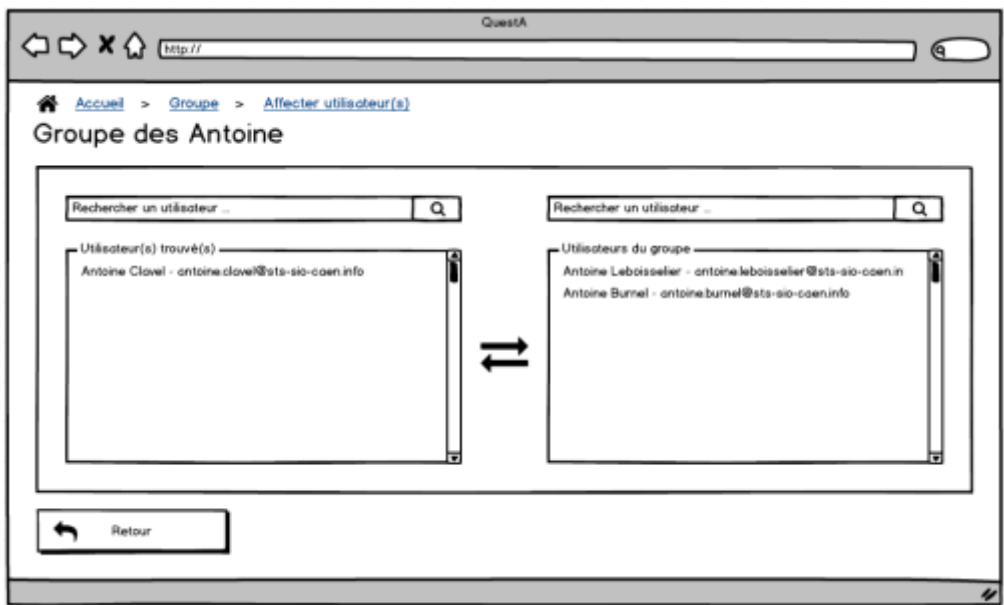 QuestA
http://
Accueil > Groupe > Affecter utilisateur(s)
Groupe des Antoine
Rechercher un utilisateur ...
Rechercher un utilisateur ...
Utilisateur(s) trouvé(s)
Antoine Clavel - antoine.clavel@sts-sio-caen.info
Utilisateurs du groupe
Antoine Leboisselier - antoine.leboisselier@sts-sio-caen.in
Antoine Burnel - antoine.burnel@sts-sio-caen.info
Retour